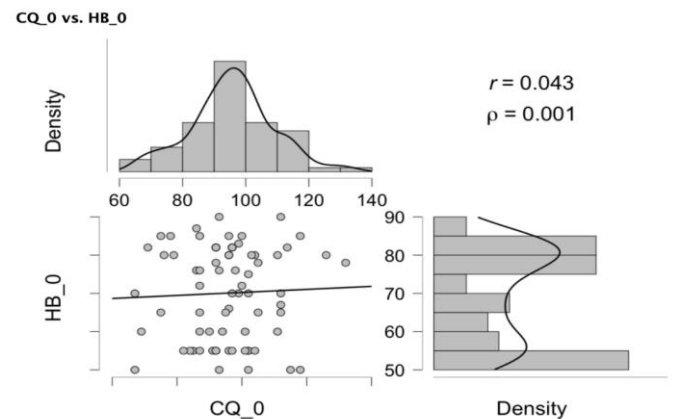 CQ_0 vs. HB_0
Density
r = 0.043
ρ = 0.001
60 80 100 120 140
HB_0
90
80
70
60
50
CQ_0
Density